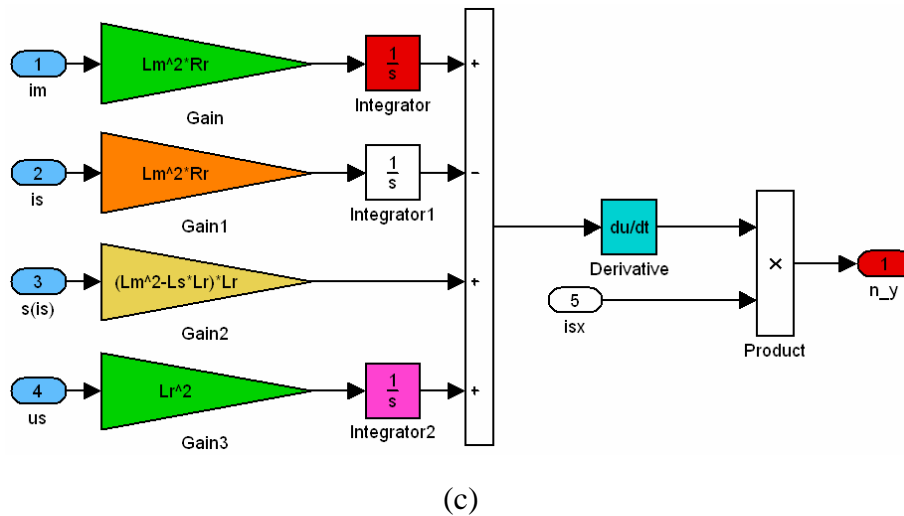 1
im
Lm^2*Rr
Gain
1
s
Integrator
+
2
is
Lm^2*Rr
Gain1
1
s
Integrator1
−
3
s(is)
(Lm^2-Ls*Lr)*Lr
Gain2
+
4
us
Lr^2
Gain3
1
s
Integrator2
+
du/dt
Derivative
5
isx
×
Product
1
n_y
(c)